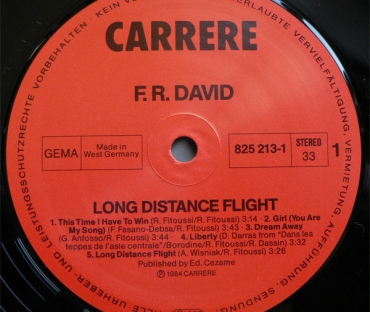 KEIN VER
ERLAUBTE VERVIELFÄLTIGUNG, VERMIETUNG, AUFFÜHRUNG, SENDUNG
URHEBER- UND LEISTUNGSSCHUTZRECHTE VORBEHALTEN
CARRERE
F. R. DAVID
GEMA
Made in
West Germany
825 213-1
STEREO
33
1
LONG DISTANCE FLIGHT
1. This Time I Have To Win (R. Fitoussi/R. Fitoussi) 3:14 - 2. Girl (You Are
My Song) (F. Fasano-Debsa/R. Fitoussi) 3:43 - 3. Dream Away
(G. Anfosso/R. Fitoussi) 3:41 - 4. Liberty (D. Darras from "Dans les
teppes de l'asie centrale"/Borodine/R. Fitoussi/R. Dassin) 3:32
5. Long Distance Flight (A. Wisniak/R. Fitoussi) 3:26
Published by Ed. Cezame
Ⓟ 1984 CARRERE